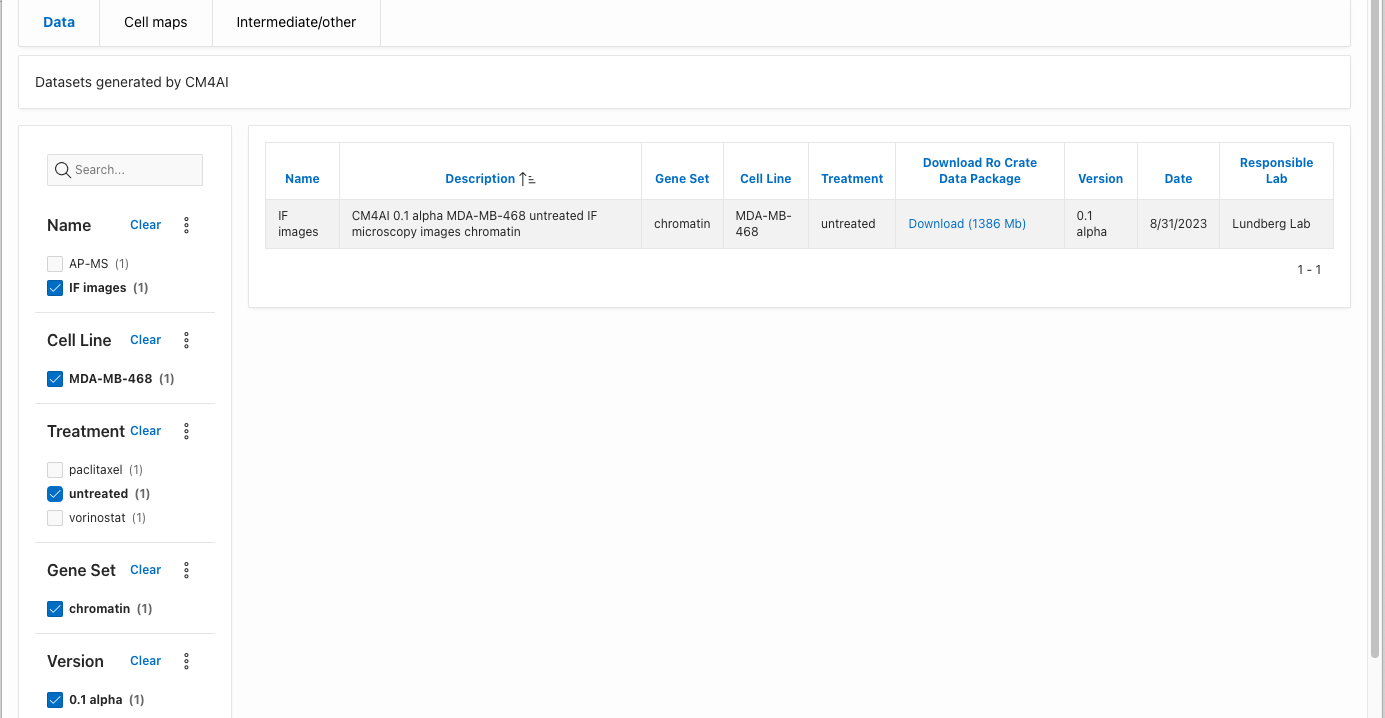 Data Cell maps Intermediate/other
Datasets generated by CM4AI
Search...
Name Clear
AP-MS (1)
IF images (1)
Cell Line Clear
MDA-MB-468 (1)
Treatment Clear
paclitaxel (1)
untreated (1)
vorinostat (1)
Gene Set Clear
chromatin (1)
Version Clear
0.1 alpha (1)
Name
Description
Gene Set
Cell Line
Treatment
Download Ro Crate
Data Package
Version
Date
Responsible
Lab
IF
images
CM4AI 0.1 alpha MDA-MB-468 untreated IF
microscopy images chromatin
chromatin
MDA-MB-
468
untreated
Download (1386 Mb)
0.1
alpha
8/31/2023
Lundberg Lab
1 - 1